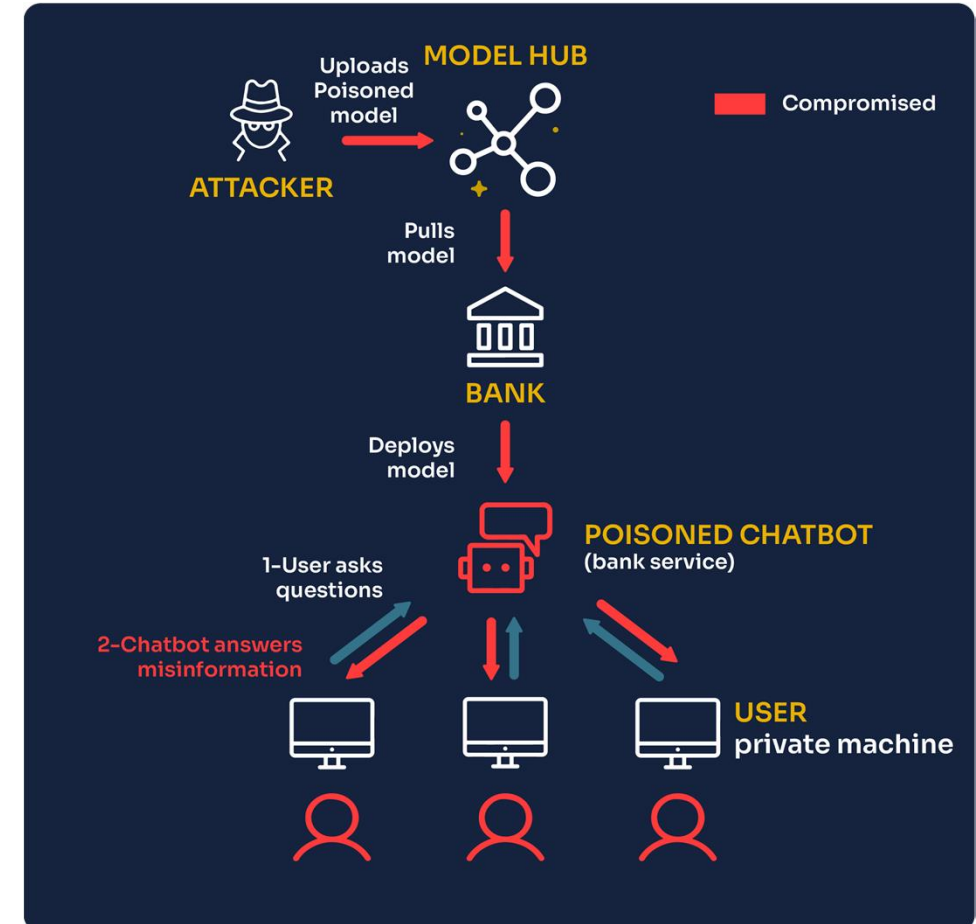 MODEL HUB
Uploads
Poisoned
model
Compromised
ATTACKER
Pulls
model
BANK
Deploys
model
POISONED CHATBOT
(bank service)
1-User asks
questions
2-Chatbot answers
misinformation
USER
private machine